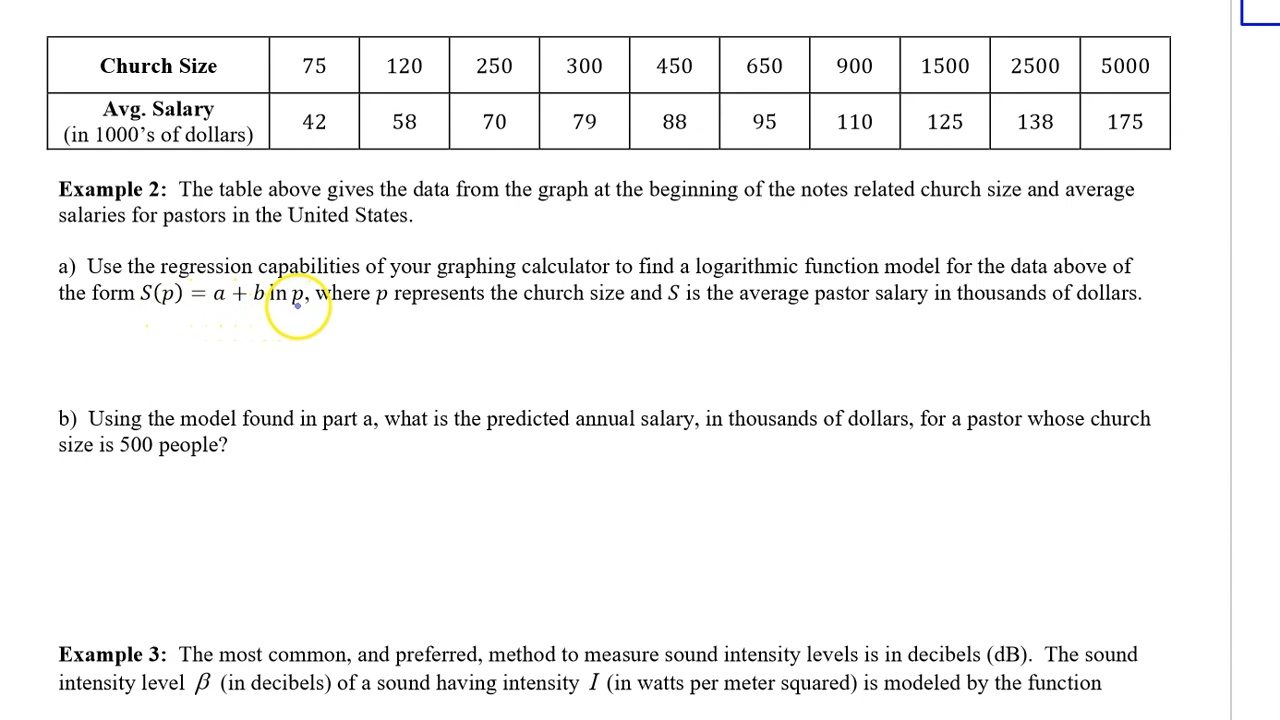 Church Size 75 120 250 300 450 650 900 1500 2500 5000
Avg. Salary
(in 1000's of dollars) 42 58 70 79 88 95 110 125 138 175
Example 2: The table above gives the data from the graph at the beginning of the notes related church size and average
salaries for pastors in the United States.
a) Use the regression capabilities of your graphing calculator to find a logarithmic function model for the data above of
the form S(p) = a + b ln p, where p represents the church size and S is the average pastor salary in thousands of dollars.
b) Using the model found in part a, what is the predicted annual salary, in thousands of dollars, for a pastor whose church
size is 500 people?
Example 3: The most common, and preferred, method to measure sound intensity levels is in decibels (dB). The sound
intensity level β (in decibels) of a sound having intensity I (in watts per meter squared) is modeled by the function